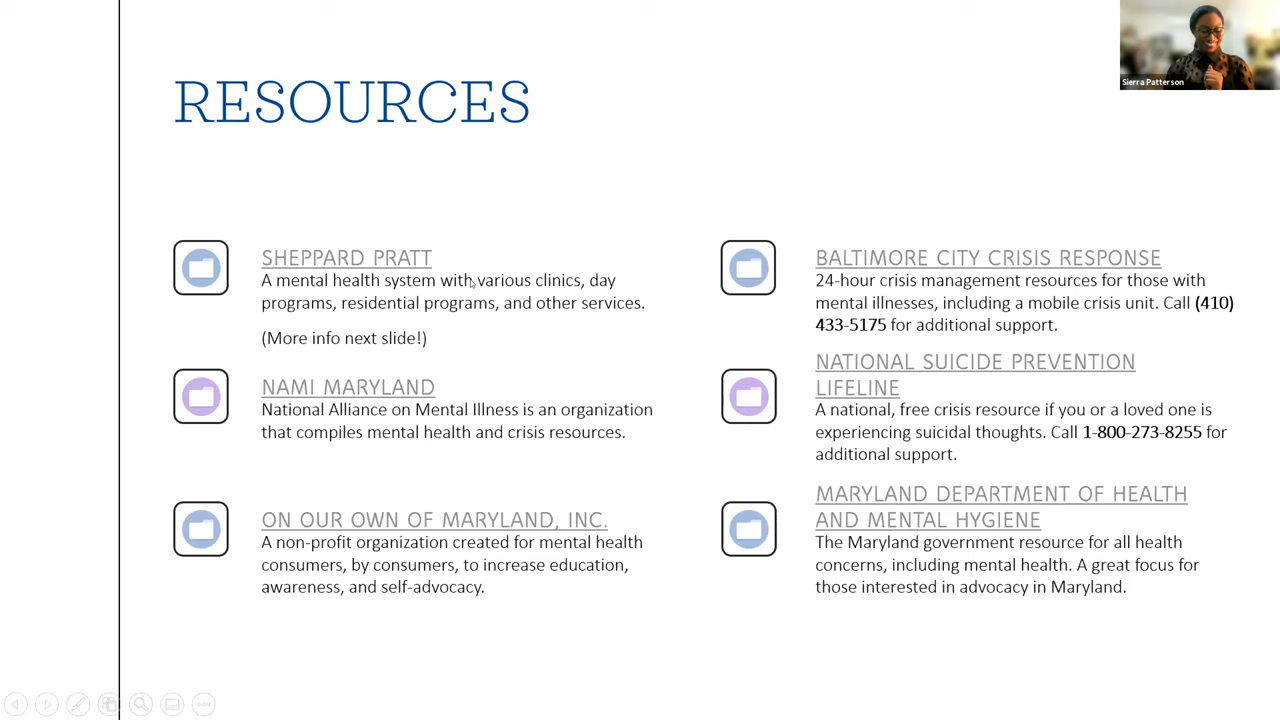 RESOURCES
Sierra Patterson
SHEPPARD PRATT
A mental health system with various clinics, day
programs, residential programs, and other services.
(More info next slide!)
NAMI MARYLAND
National Alliance on Mental Illness is an organization
that compiles mental health and crisis resources.
ON OUR OWN OF MARYLAND, INC.
A non-profit organization created for mental health
consumers, by consumers, to increase education,
awareness, and self-advocacy.
BALTIMORE CITY CRISIS RESPONSE
24-hour crisis management resources for those with
mental illnesses, including a mobile crisis unit. Call (410)
433-5175 for additional support.
NATIONAL SUICIDE PREVENTION
LIFELINE
A national, free crisis resource if you or a loved one is
experiencing suicidal thoughts. Call 1-800-273-8255 for
additional support.
MARYLAND DEPARTMENT OF HEALTH
AND MENTAL HYGIENE
The Maryland government resource for all health
concerns, including mental health. A great focus for
those interested in advocacy in Maryland.